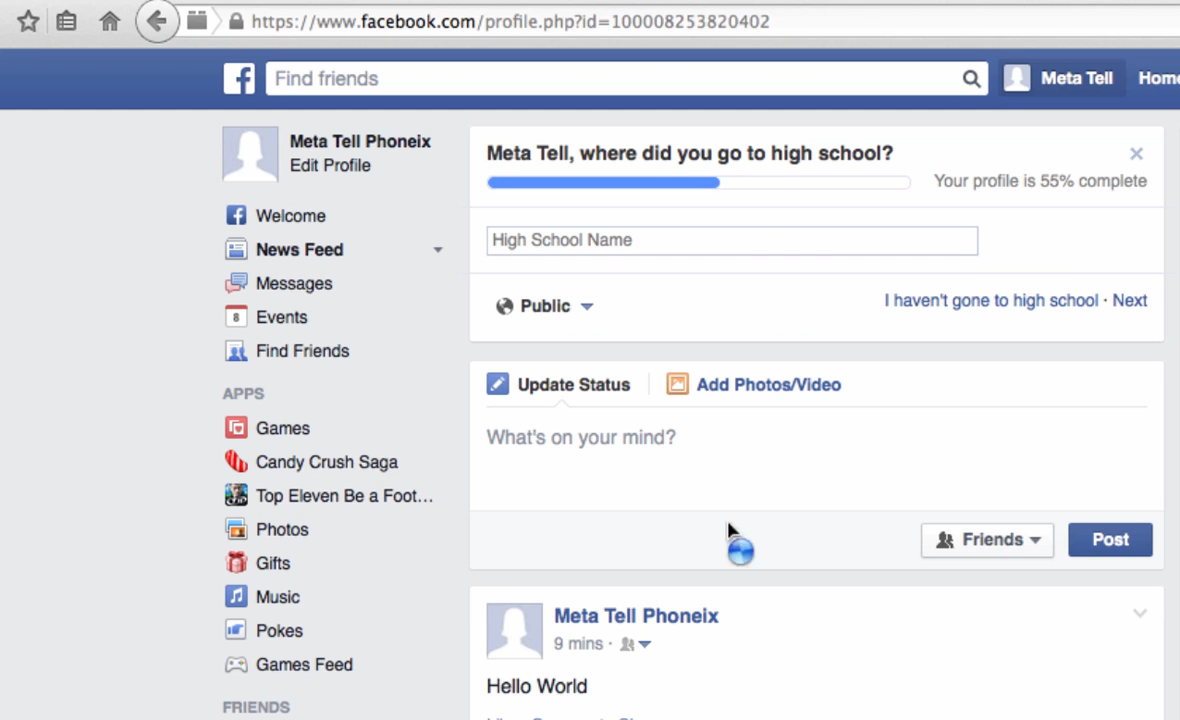 https://www.facebook.com/profile.php?id=100008253820402
Find friends
Meta Tell
Meta Tell Phoneix
Edit Profile
Welcome
News Feed
Messages
8
Events
Find Friends
APPS
Games
Candy Crush Saga
Top Eleven Be a Foot...
Photos
Gifts
Music
Pokes
Games Feed
FRIENDS
Meta Tell, where did you go to high school?
Your profile is 55% complete
High School Name
Public
I haven't gone to high school · Next
Update Status
Add Photos/Video
What's on your mind?
Friends
Post
Meta Tell Phoneix
9 mins ·
Hello World